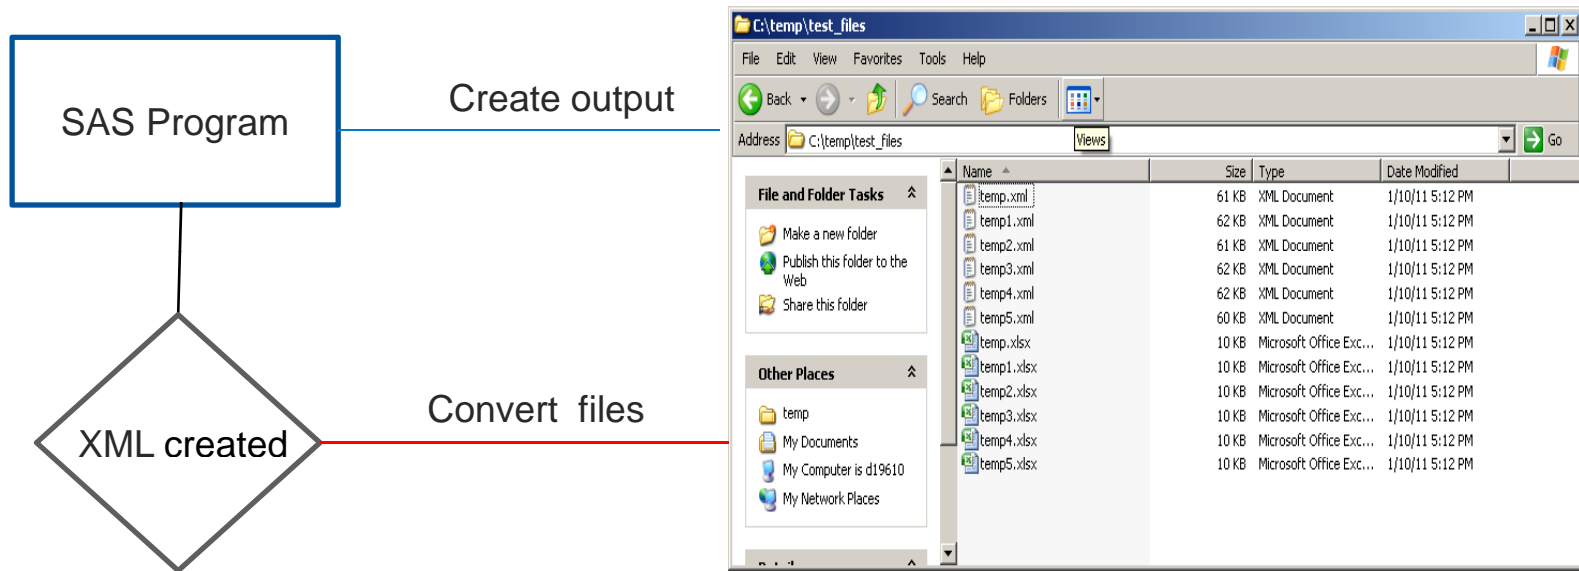 SAS Program
Create output
XML created
Convert files
C:\temp\test_files
File Edit View Favorites Tools Help
Back Search Folders
Address C:\temp\test_files Go
Views
File and Folder Tasks
Make a new folder
Publish this folder to the
Web
Share this folder
Other Places
temp
My Documents
My Computer is d19610
My Network Places
Name Size Type Date Modified
temp.xml 61 KB XML Document 1/10/11 5:12 PM
temp1.xml 62 KB XML Document 1/10/11 5:12 PM
temp2.xml 61 KB XML Document 1/10/11 5:12 PM
temp3.xml 62 KB XML Document 1/10/11 5:12 PM
temp4.xml 62 KB XML Document 1/10/11 5:12 PM
temp5.xml 60 KB XML Document 1/10/11 5:12 PM
temp.xlsx 10 KB Microsoft Office Exc... 1/10/11 5:12 PM
temp1.xlsx 10 KB Microsoft Office Exc... 1/10/11 5:12 PM
temp2.xlsx 10 KB Microsoft Office Exc... 1/10/11 5:12 PM
temp3.xlsx 10 KB Microsoft Office Exc... 1/10/11 5:12 PM
temp4.xlsx 10 KB Microsoft Office Exc... 1/10/11 5:12 PM
temp5.xlsx 10 KB Microsoft Office Exc... 1/10/11 5:12 PM